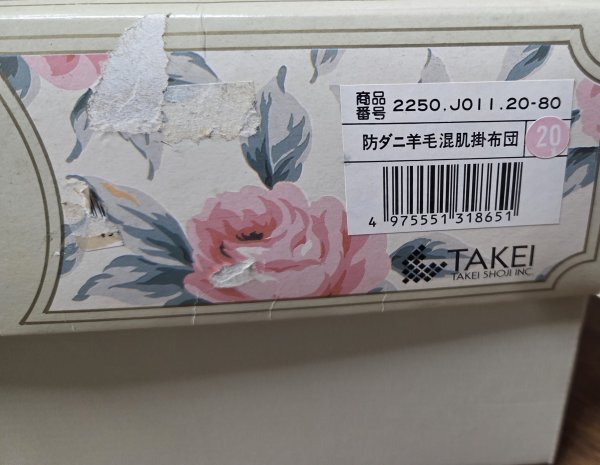 商品番号 2250.J011.20-80
防ダニ羊毛混肌掛布団
20
4 975551 318651
TAKEI
TAKEI SHOJI INC.